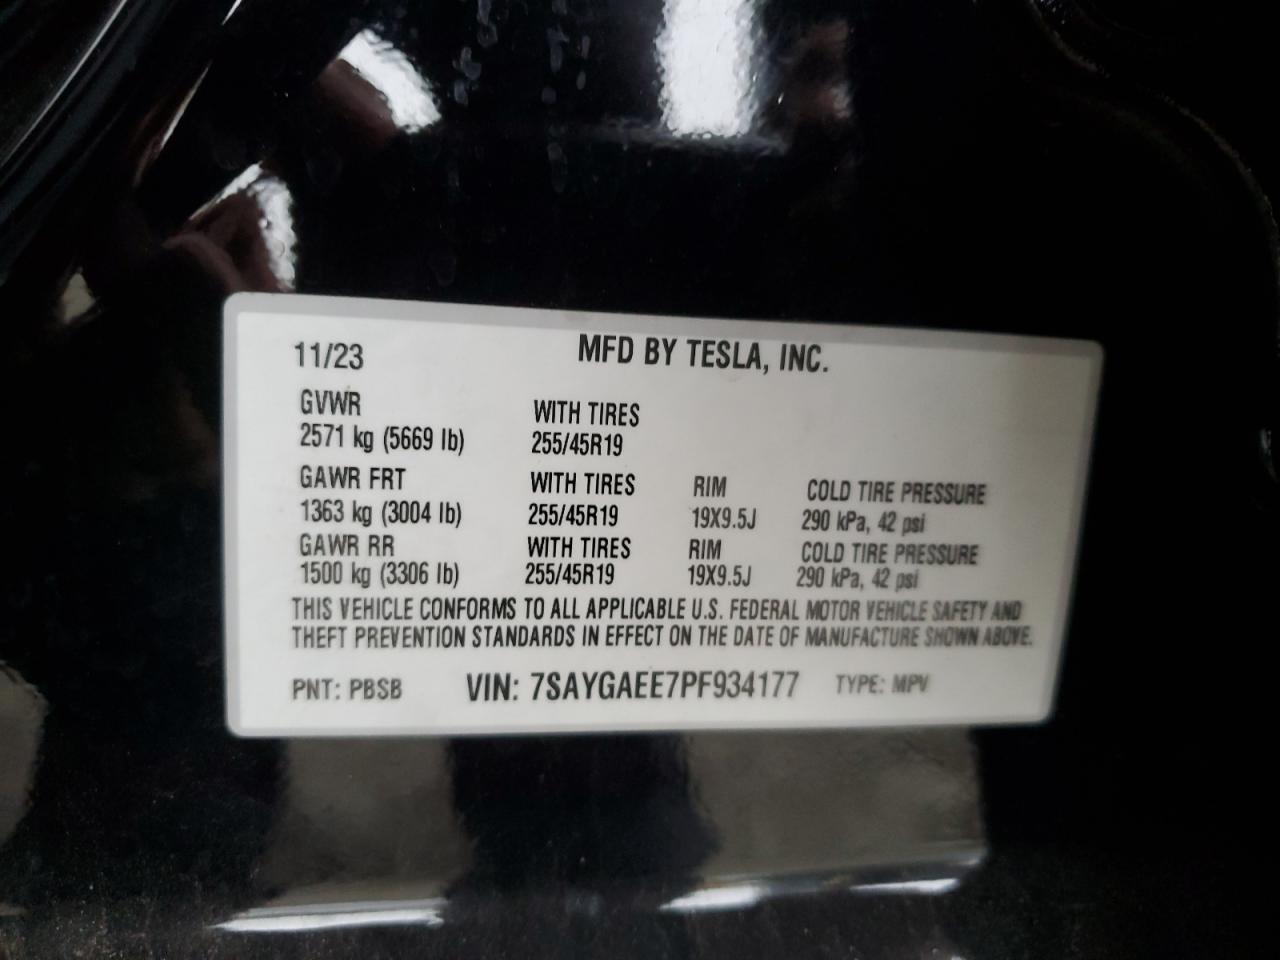 11/23 MFD BY TESLA, INC.
GVWR WITH TIRES
2571 kg (5669 lb) 255/45R19
GAWR FRT WITH TIRES RIM COLD TIRE PRESSURE
1363 kg (3004 lb) 255/45R19 19X9.5J 290 kPa, 42 psi
GAWR RR WITH TIRES RIM COLD TIRE PRESSURE
1500 kg (3306 lb) 255/45R19 19X9.5J 290 kPa, 42 psi
THIS VEHICLE CONFORMS TO ALL APPLICABLE U.S. FEDERAL MOTOR VEHICLE SAFETY AND
THEFT PREVENTION STANDARDS IN EFFECT ON THE DATE OF MANUFACTURE SHOWN ABOVE.
PNT: PBSB VIN: 7SAYGAEE7PF934177 TYPE: MPV